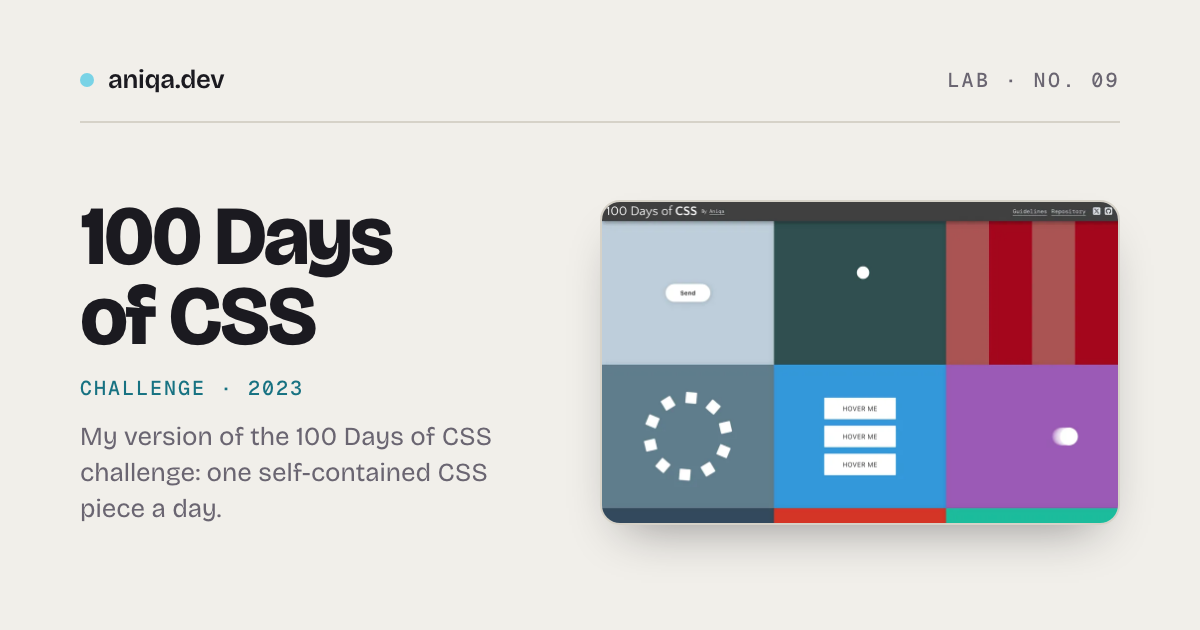 aniqa.dev
LAB · NO. 09
100 Days
of CSS
CHALLENGE · 2023
My version of the 100 Days of CSS
challenge: one self-contained CSS
piece a day.
100 Days of CSS By Aniqa
Guidelines Repository
Send
HOVER ME
HOVER ME
HOVER ME